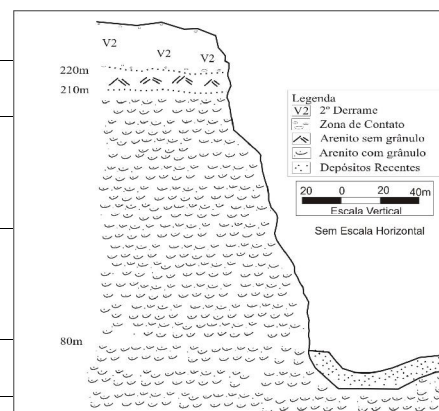 V2
V2
V2
220m
210m
80m
Legenda
V2 2º Derrame
Zona de Contato
Arenito sem grânulo
Arenito com grânulo
Depósitos Recentes
20 0 20 40m
Escala Vertical
Sem Escala Horizontal